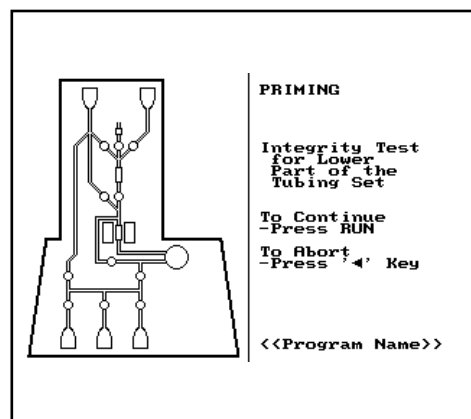 PRIMING
Integrity Test
for Lower
Part of the
Tubing Set
To Continue
-Press RUN
To Abort
-Press '◄' Key
<<Program Name>>